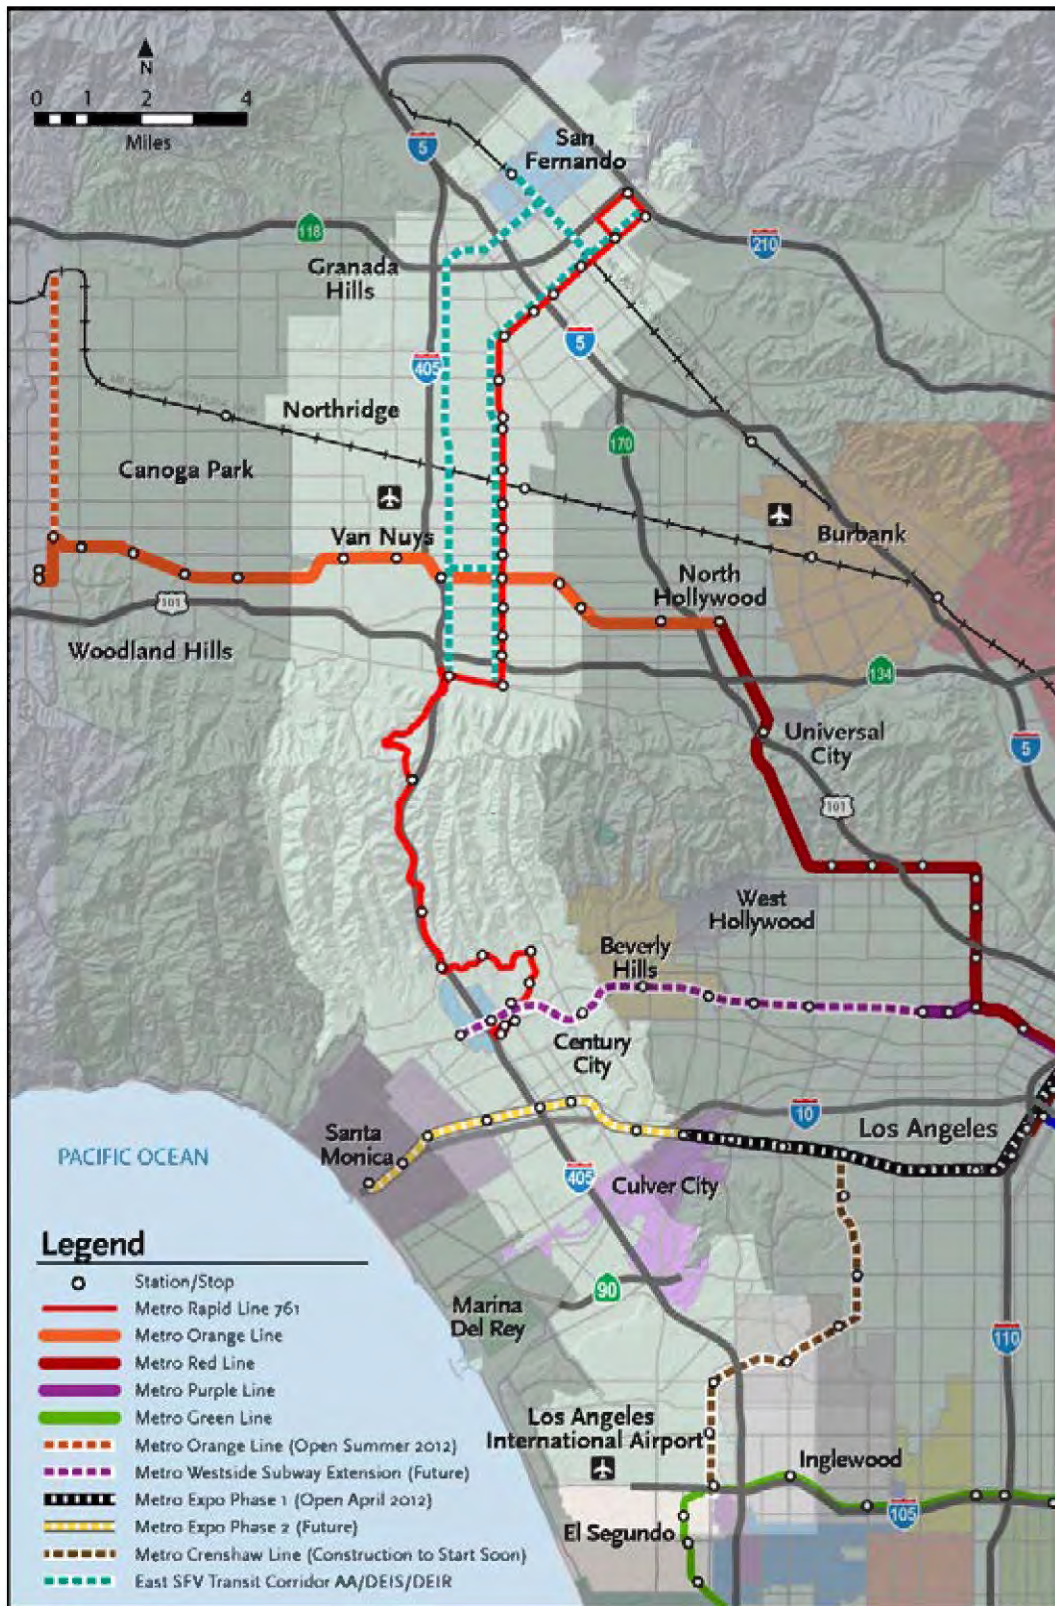 N
0 1 2 4
Miles
San
Fernando
5
118
210
Granada
Hills
5
405
Northridge
170
Canoga Park
Van Nuys
Burbank
North
Hollywood
101
Woodland Hills
134
Universal
City
5
101
West
Hollywood
Beverly
Hills
Century
City
10
Los Angeles
Santa
Monica
PACIFIC OCEAN
405
Culver City
90
Marina
Del Rey
110
Los Angeles
International Airport
Inglewood
105
El Segundo
Legend
Station/Stop
Metro Rapid Line 761
Metro Orange Line
Metro Red Line
Metro Purple Line
Metro Green Line
Metro Orange Line (Open Summer 2012)
Metro Westside Subway Extension (Future)
Metro Expo Phase 1 (Open April 2012)
Metro Expo Phase 2 (Future)
Metro Crenshaw Line (Construction to Start Soon)
East SFV Transit Corridor AA/DEIS/DEIR